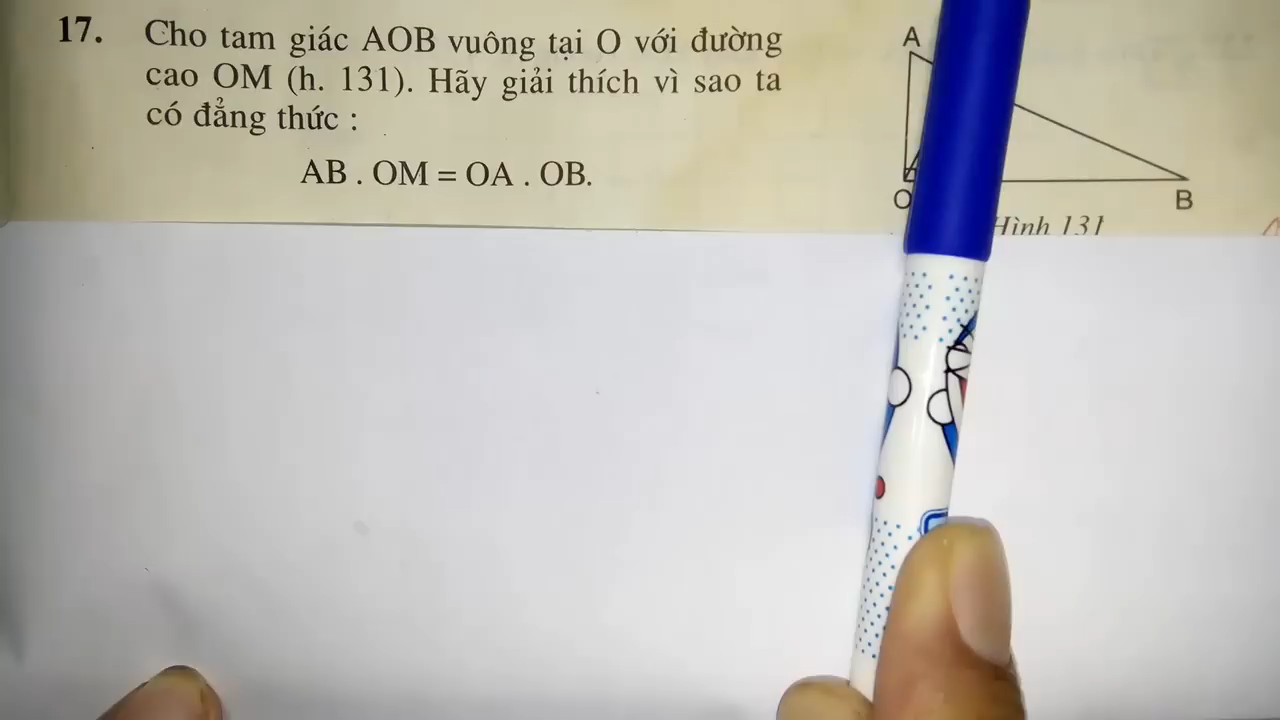 17. Cho tam giác AOB vuông tại O với đường
cao OM (h. 131). Hãy giải thích vì sao ta
có đẳng thức :
AB . OM = OA . OB.
A
O
B
Hình 131